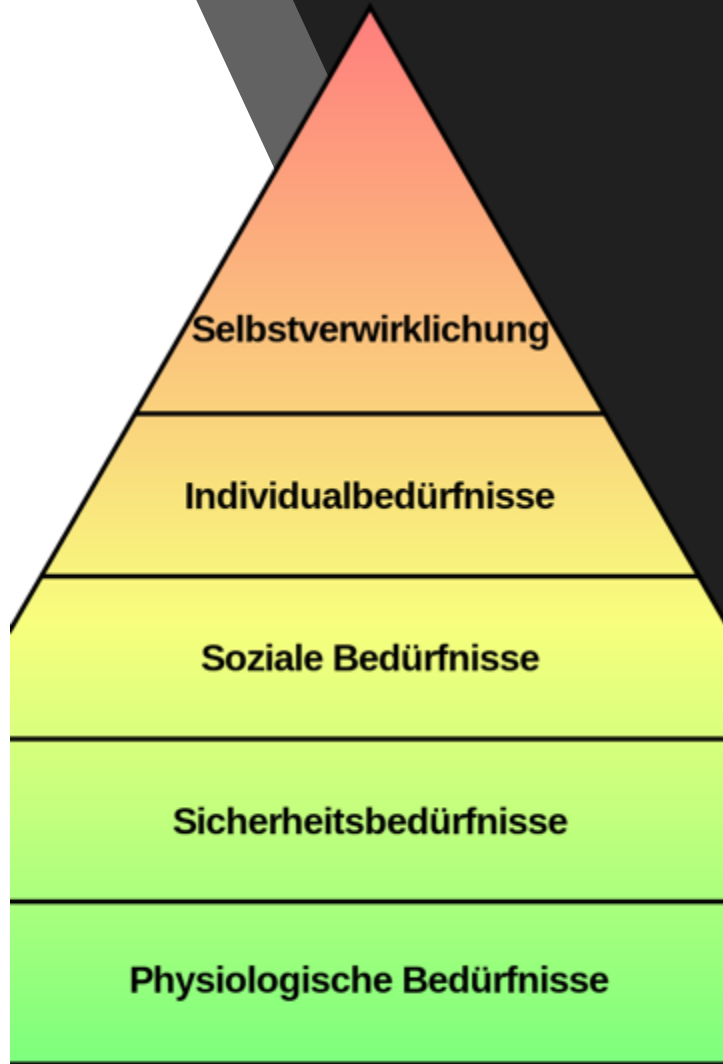 Selbstverwirklichung
Individualbedürfnisse
Soziale Bedürfnisse
Sicherheitsbedürfnisse
Physiologische Bedürfnisse